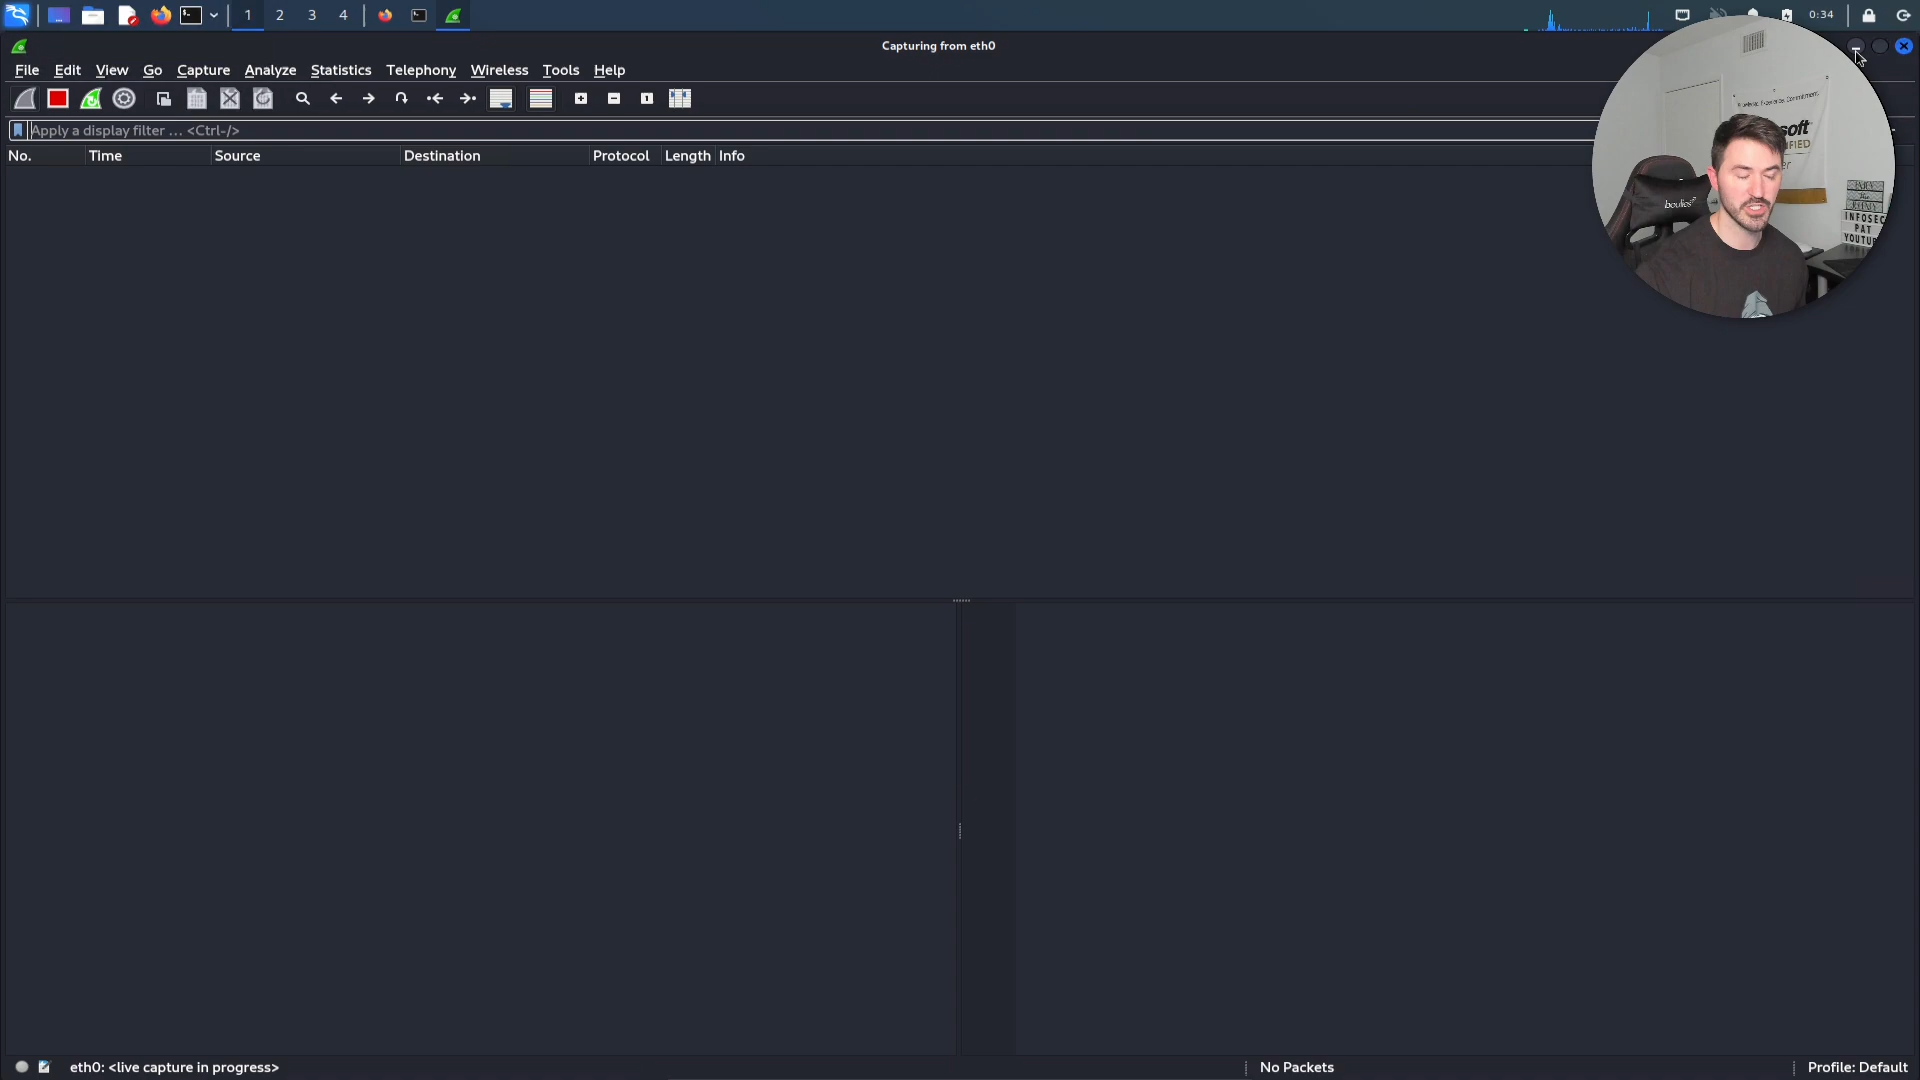 1 2 3 4 0:34
Capturing from eth0
File Edit View Go Capture Analyze Statistics Telephony Wireless Tools Help
Apply a display filter … <Ctrl-/>
No. Time Source Destination Protocol Length Info
soft
boulies
INFOSEC
PAT
eth0: <live capture in progress> No Packets Profile: Default